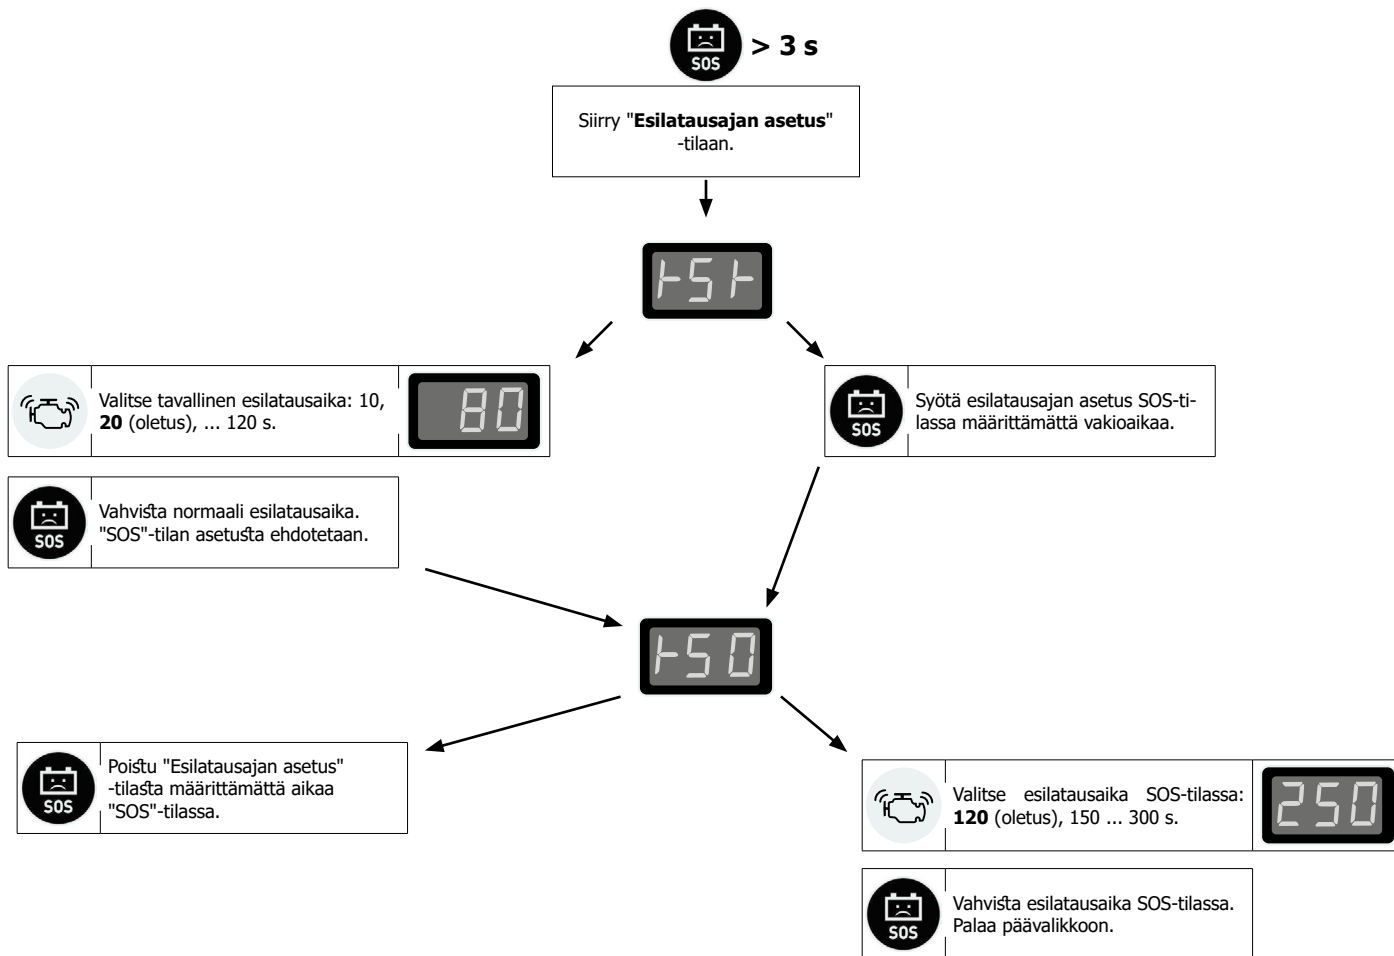 SOS
> 3 s
Siirry "Esilatausajan asetus"
-tilaan.
tSt
Valitse tavallinen esilatausaika: 10,
20 (oletus), ... 120 s.
80
SOS
Syötä esilatausajan asetus SOS-ti-
lassa määrittämättä vakioaikaa.
SOS
Vahvista normaali esilatausaika.
"SOS"-tilan asetusta ehdotetaan.
tSO
SOS
Poistu "Esilatausajan asetus"
-tilasta määrittämättä aikaa
"SOS"-tilassa.
Valitse esilatausaika SOS-tilassa:
120 (oletus), 150 ... 300 s.
250
SOS
Vahvista esilatausaika SOS-tilassa.
Palaa päävalikkoon.